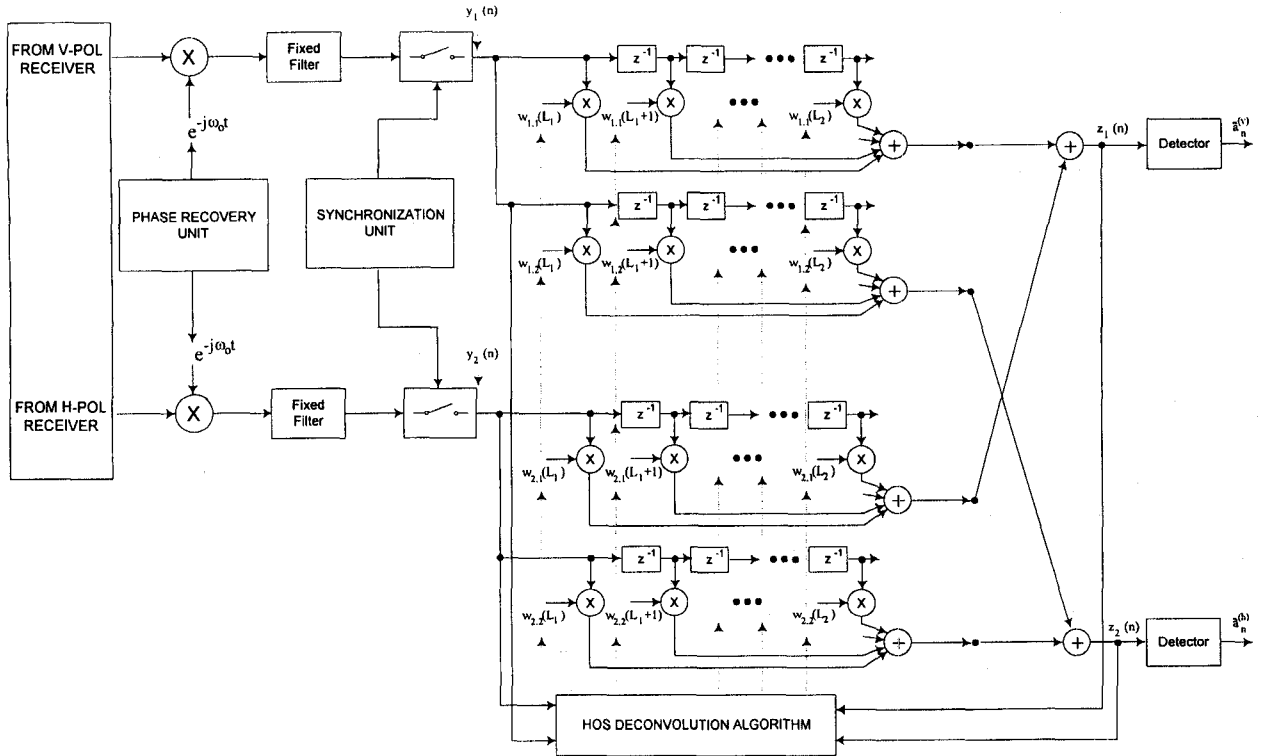 FROM V-POL
RECEIVER
X
e^{-jω₀t}
Fixed
Filter
y₁ (n)
z⁻¹
z⁻¹
z⁻¹
w₁.₁(L₁)
X
w₁.₁(L₁+1)
X
w₁.₁(L₂)
X
+
+
z₁ (n)
Detector
ã_n^{(v)}
PHASE RECOVERY
UNIT
SYNCHRONIZATION
UNIT
z⁻¹
z⁻¹
z⁻¹
w₁.₂(L₁)
X
w₁.₂(L₁+1)
X
w₁.₂(L₂)
X
+
e^{-jω₀t}
FROM H-POL
RECEIVER
X
Fixed
Filter
y₂ (n)
z⁻¹
z⁻¹
z⁻¹
w₂.₁(L₁)
X
w₂.₁(L₁+1)
X
w₂.₁(L₂)
X
+
z⁻¹
z⁻¹
z⁻¹
w₂.₂(L₁)
X
w₂.₂(L₁+1)
X
w₂.₂(L₂)
X
+
+
z₂ (n)
Detector
ã_n^{(h)}
HOS DECONVOLUTION ALGORITHM